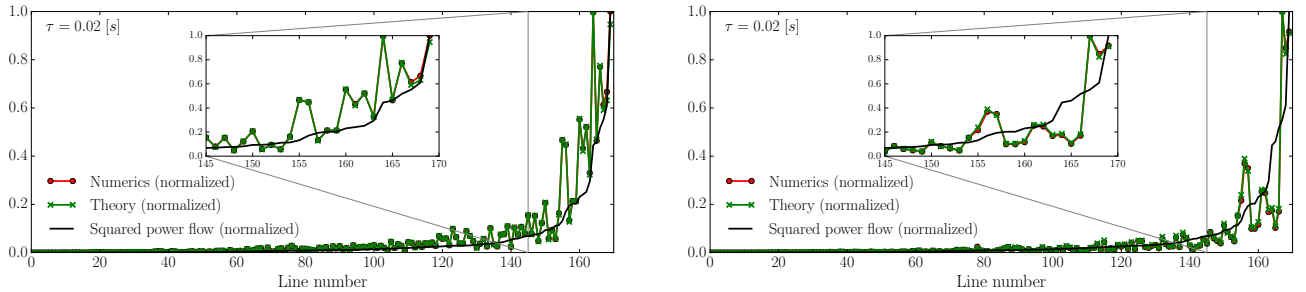 τ = 0.02 [s]
1.0
0.8
0.6
0.4
0.2
0.0
0 20 40 60 80 100 120 140 160
Line number
1.0
0.8
0.6
0.4
0.2
0.0
145 150 155 160 165 170
Numerics (normalized)
Theory (normalized)
Squared power flow (normalized)
τ = 0.02 [s]
1.0
0.8
0.6
0.4
0.2
0.0
0 20 40 60 80 100 120 140 160
Line number
1.0
0.8
0.6
0.4
0.2
0.0
145 150 155 160 165 170
Numerics (normalized)
Theory (normalized)
Squared power flow (normalized)